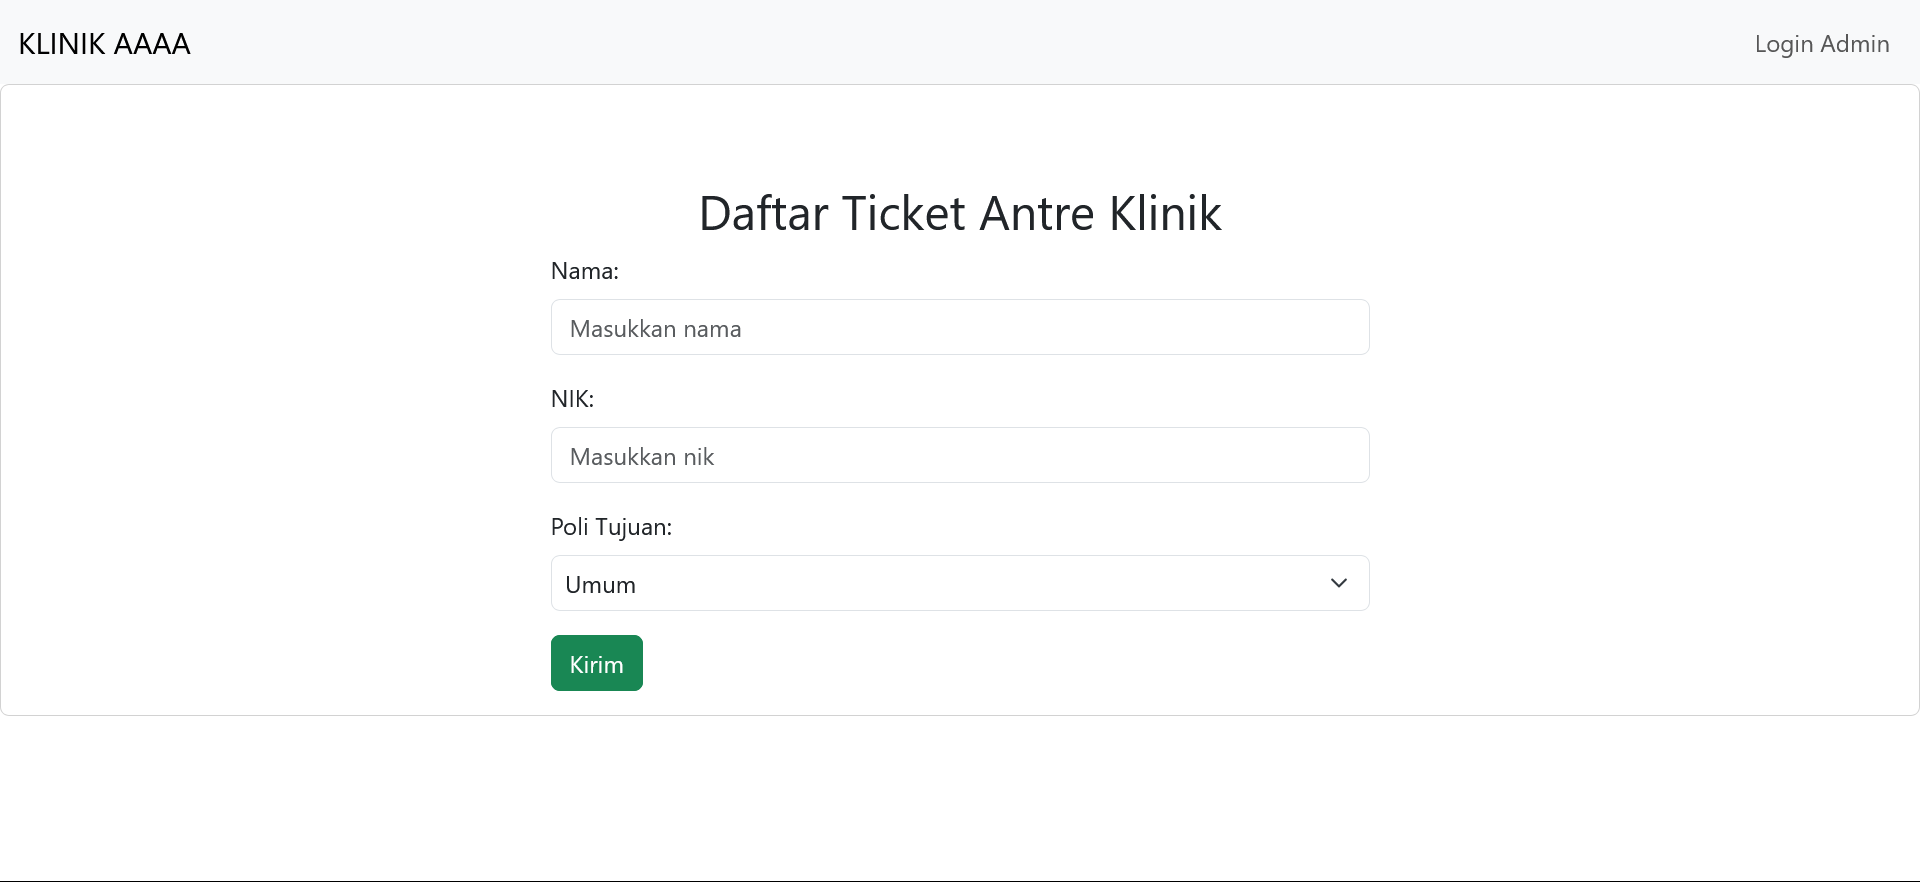 KLINIK AAAA
Login Admin
Daftar Ticket Antre Klinik
Nama:
Masukkan nama
NIK:
Masukkan nik
Poli Tujuan:
Umum
Kirim